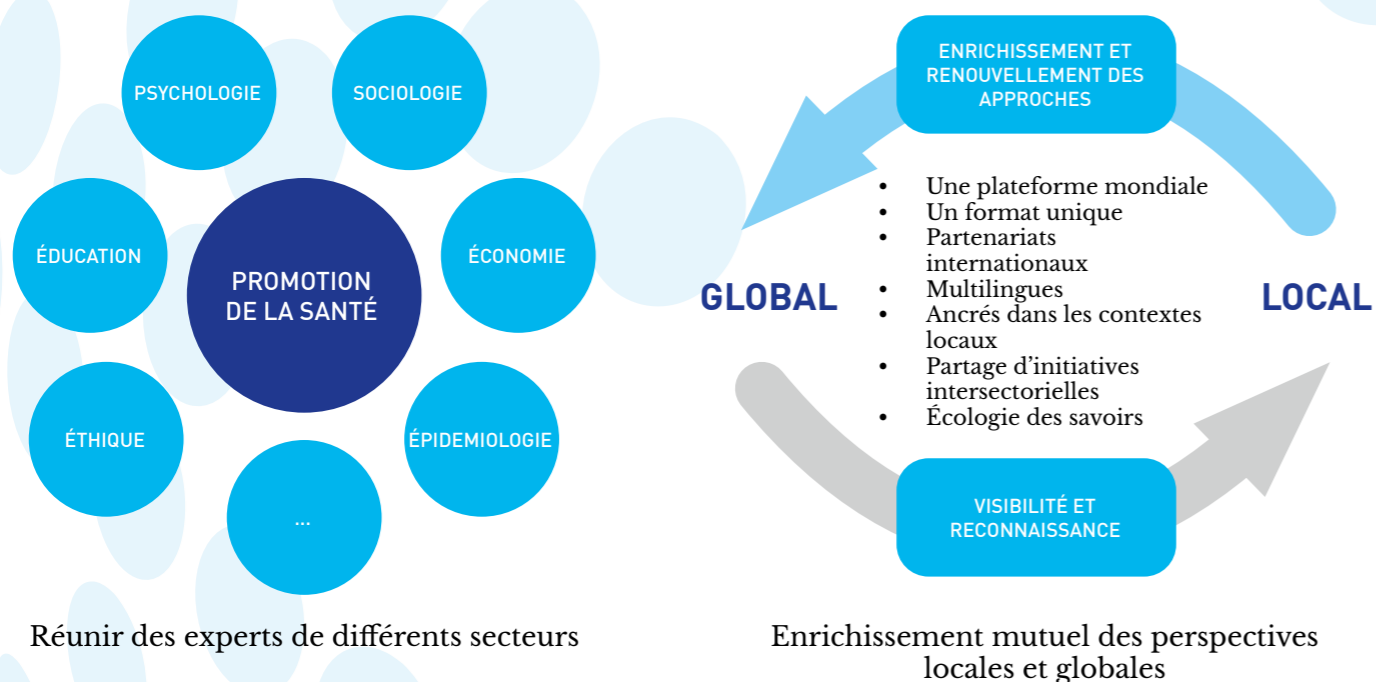 PSYCHOLOGIE
SOCIOLOGIE
ÉDUCATION
PROMOTION
DE LA SANTÉ
ÉCONOMIE
ÉTHIQUE
ÉPIDEMIOLOGIE
...
Réunir des experts de différents secteurs
ENRICHISSEMENT ET
RENOUVELLEMENT DES
APPROCHES
GLOBAL
• Une plateforme mondiale
• Un format unique
• Partenariats
internationaux
• Multilingues
• Ancrés dans les contextes
locaux
• Partage d’initiatives
intersectorielles
• Écologie des savoirs
LOCAL
VISIBILITÉ ET
RECONNAISSANCE
Enrichissement mutuel des perspectives
locales et globales